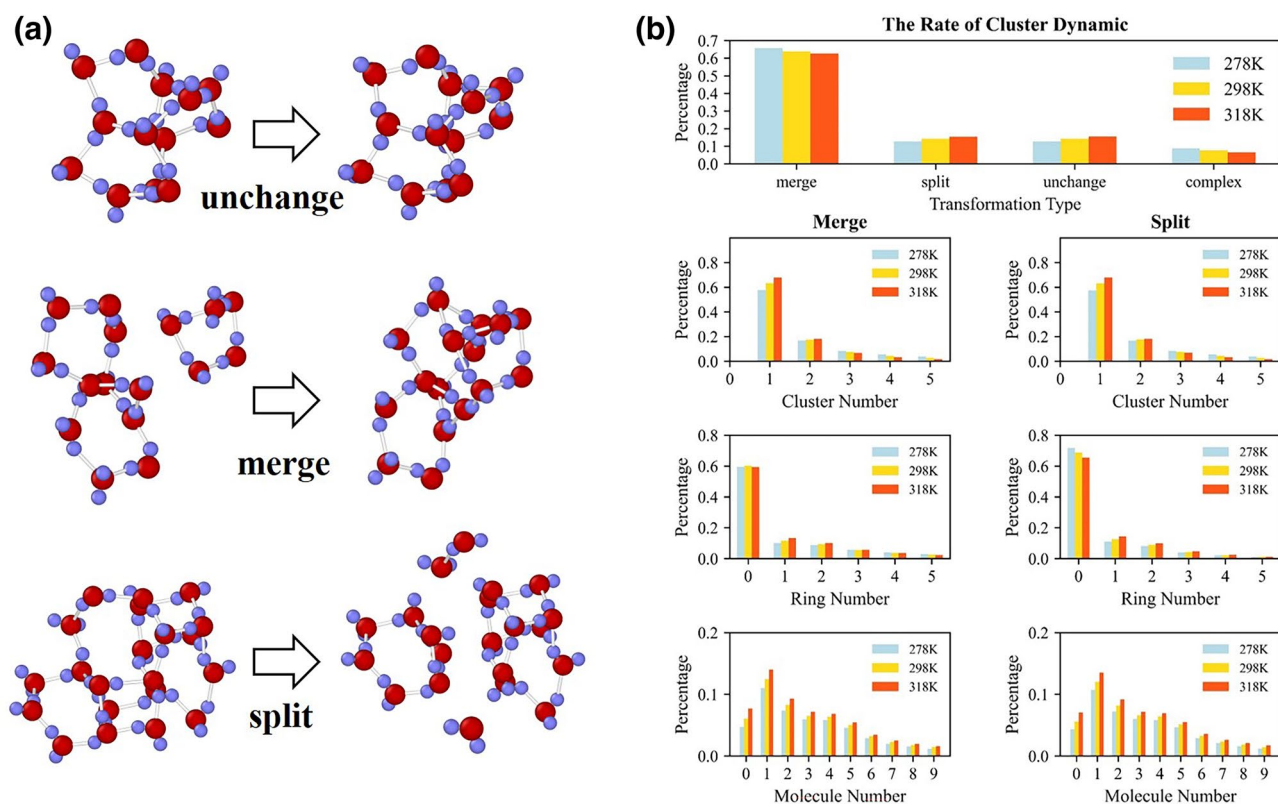 (a)
unchange
merge
split
(b)
The Rate of Cluster Dynamic
Percentage
0.7
0.6
0.5
0.4
0.3
0.2
0.1
0.0
278K
298K
318K
merge split unchange complex
Transformation Type
Merge
Percentage
0.8
0.6
0.4
0.2
0.0
278K
298K
318K
0 1 2 3 4 5
Cluster Number
Split
Percentage
0.8
0.6
0.4
0.2
0.0
278K
298K
318K
0 1 2 3 4 5
Cluster Number
Percentage
0.8
0.6
0.4
0.2
0.0
278K
298K
318K
0 1 2 3 4 5
Ring Number
Percentage
0.8
0.6
0.4
0.2
0.0
278K
298K
318K
0 1 2 3 4 5
Ring Number
Percentage
0.2
0.1
0.0
278K
298K
318K
0 1 2 3 4 5 6 7 8 9
Molecule Number
Percentage
0.2
0.1
0.0
278K
298K
318K
0 1 2 3 4 5 6 7 8 9
Molecule Number